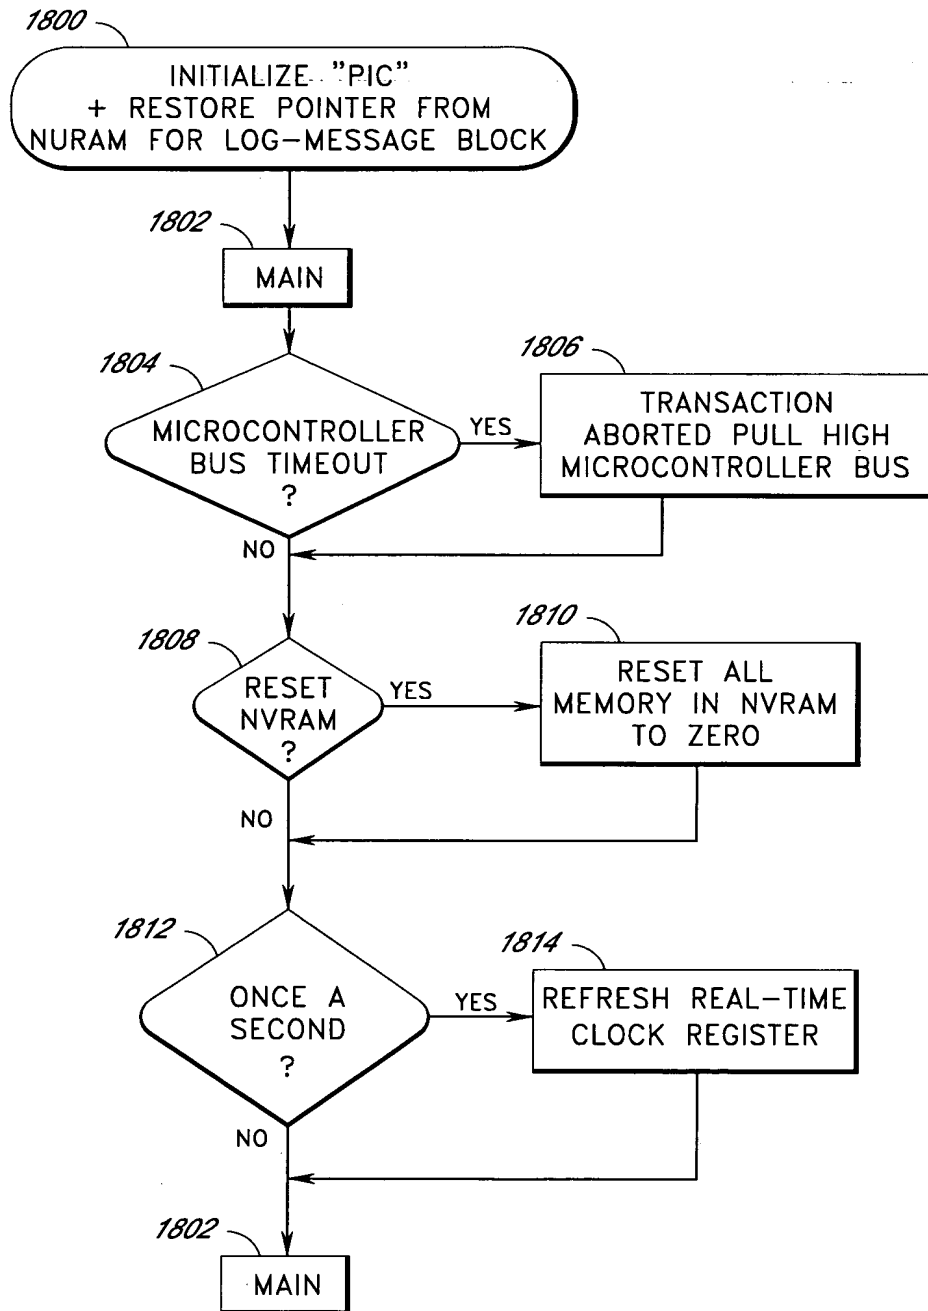 1800
INITIALIZE "PIC"
+ RESTORE POINTER FROM
NURAM FOR LOG-MESSAGE BLOCK
1802
MAIN
1804
MICROCONTROLLER
BUS TIMEOUT
?
YES
NO
1806
TRANSACTION
ABORTED PULL HIGH
MICROCONTROLLER BUS
1808
RESET
NVRAM
?
YES
NO
1810
RESET ALL
MEMORY IN NVRAM
TO ZERO
1812
ONCE A
SECOND
?
YES
NO
1814
REFRESH REAL-TIME
CLOCK REGISTER
1802
MAIN